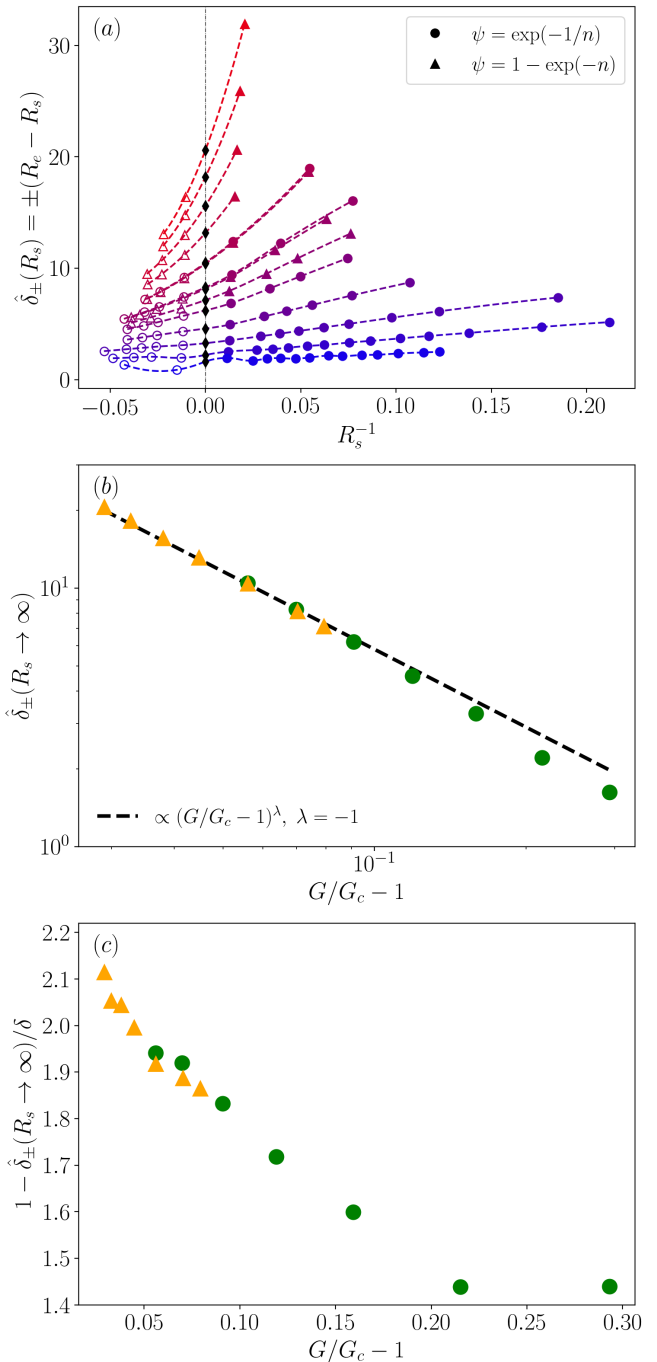 (a)
ψ = exp(−1/n)
ψ = 1 − exp(−n)
δ̂±(Rₛ) = ±(Rₑ − Rₛ)
30
20
10
0
−0.05 0.00 0.05 0.10 0.15 0.20
Rₛ⁻¹
(b)
δ̂±(Rₛ → ∞)
10¹
10⁰
∝ (G/G_c − 1)^λ, λ = −1
10⁻¹
G/G_c − 1
(c)
1 − δ̂±(Rₛ → ∞)/δ
2.2
2.1
2.0
1.9
1.8
1.7
1.6
1.5
1.4
0.05 0.10 0.15 0.20 0.25 0.30
G/G_c − 1